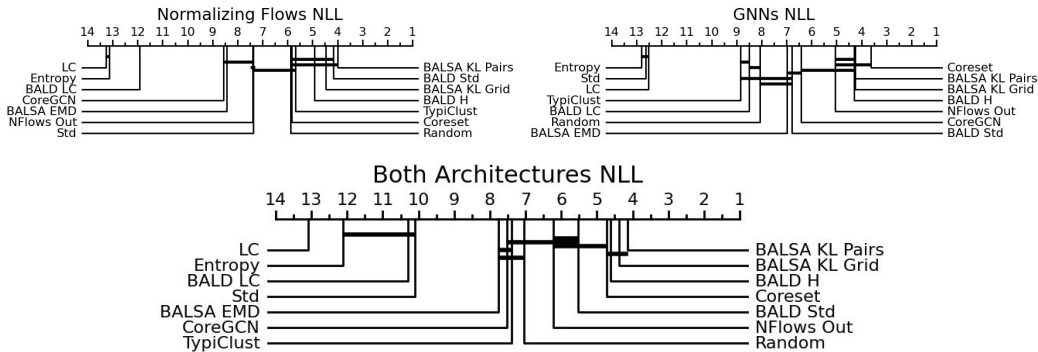 Normalizing Flows NLL
14 13 12 11 10 9 8 7 6 5 4 3 2 1
LC
Entropy
BALD LC
CoreGCN
BALSA EMD
NFlows Out
Std
BALSA KL Pairs
BALD Std
BALSA KL Grid
BALD H
TypiClust
Coreset
Random
GNNs NLL
14 13 12 11 10 9 8 7 6 5 4 3 2 1
Entropy
Std
LC
TypiClust
BALD LC
Random
BALSA EMD
Coreset
BALSA KL Pairs
BALSA KL Grid
BALD H
NFlows Out
CoreGCN
BALD Std
Both Architectures NLL
14 13 12 11 10 9 8 7 6 5 4 3 2 1
LC
Entropy
BALD LC
Std
BALSA EMD
CoreGCN
TypiClust
BALSA KL Pairs
BALSA KL Grid
BALD H
Coreset
BALD Std
NFlows Out
Random